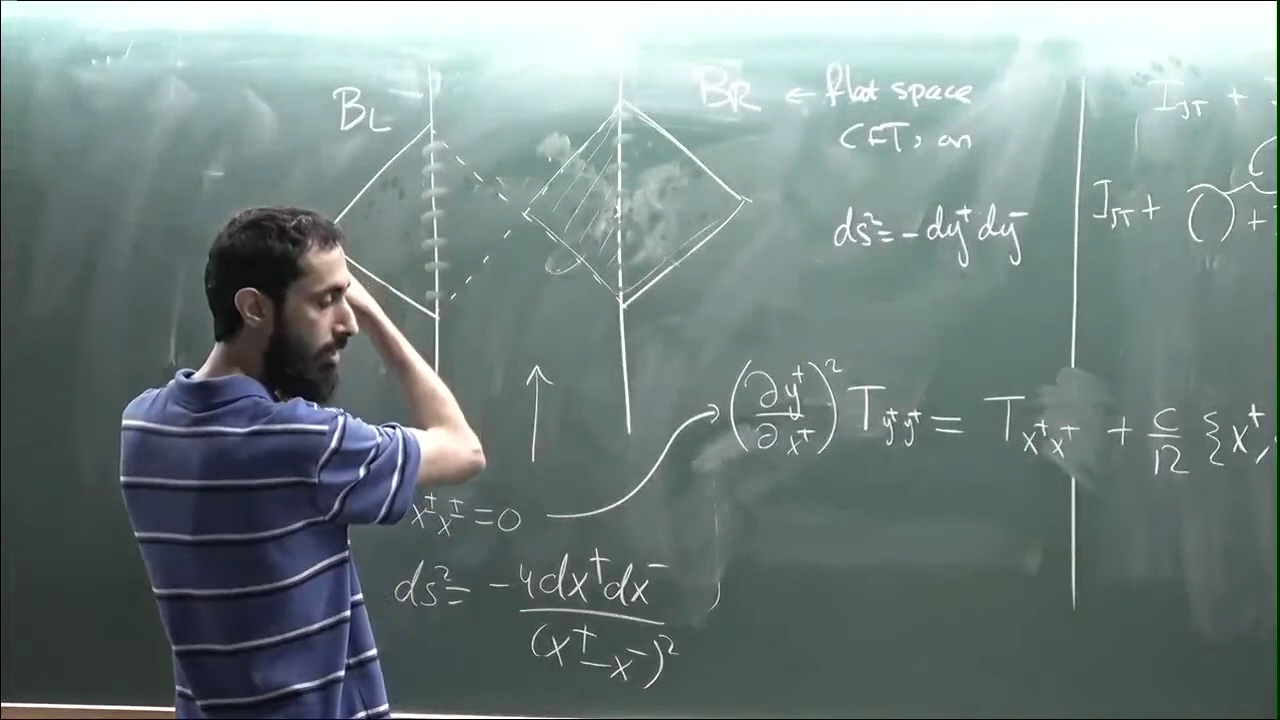 B_L
B_R ← flat space
CFT, on
ds² = -dy⁺dy⁻
I_JT +
I_JT + ( ) +
(∂y⁺/∂x⁺)² T_{y⁺y⁺} = T_{x⁺x⁺} + c/12 {x⁺,
x⁺x⁺ = 0
ds² = -4dx⁺dx⁻/(x⁺-x⁻)²